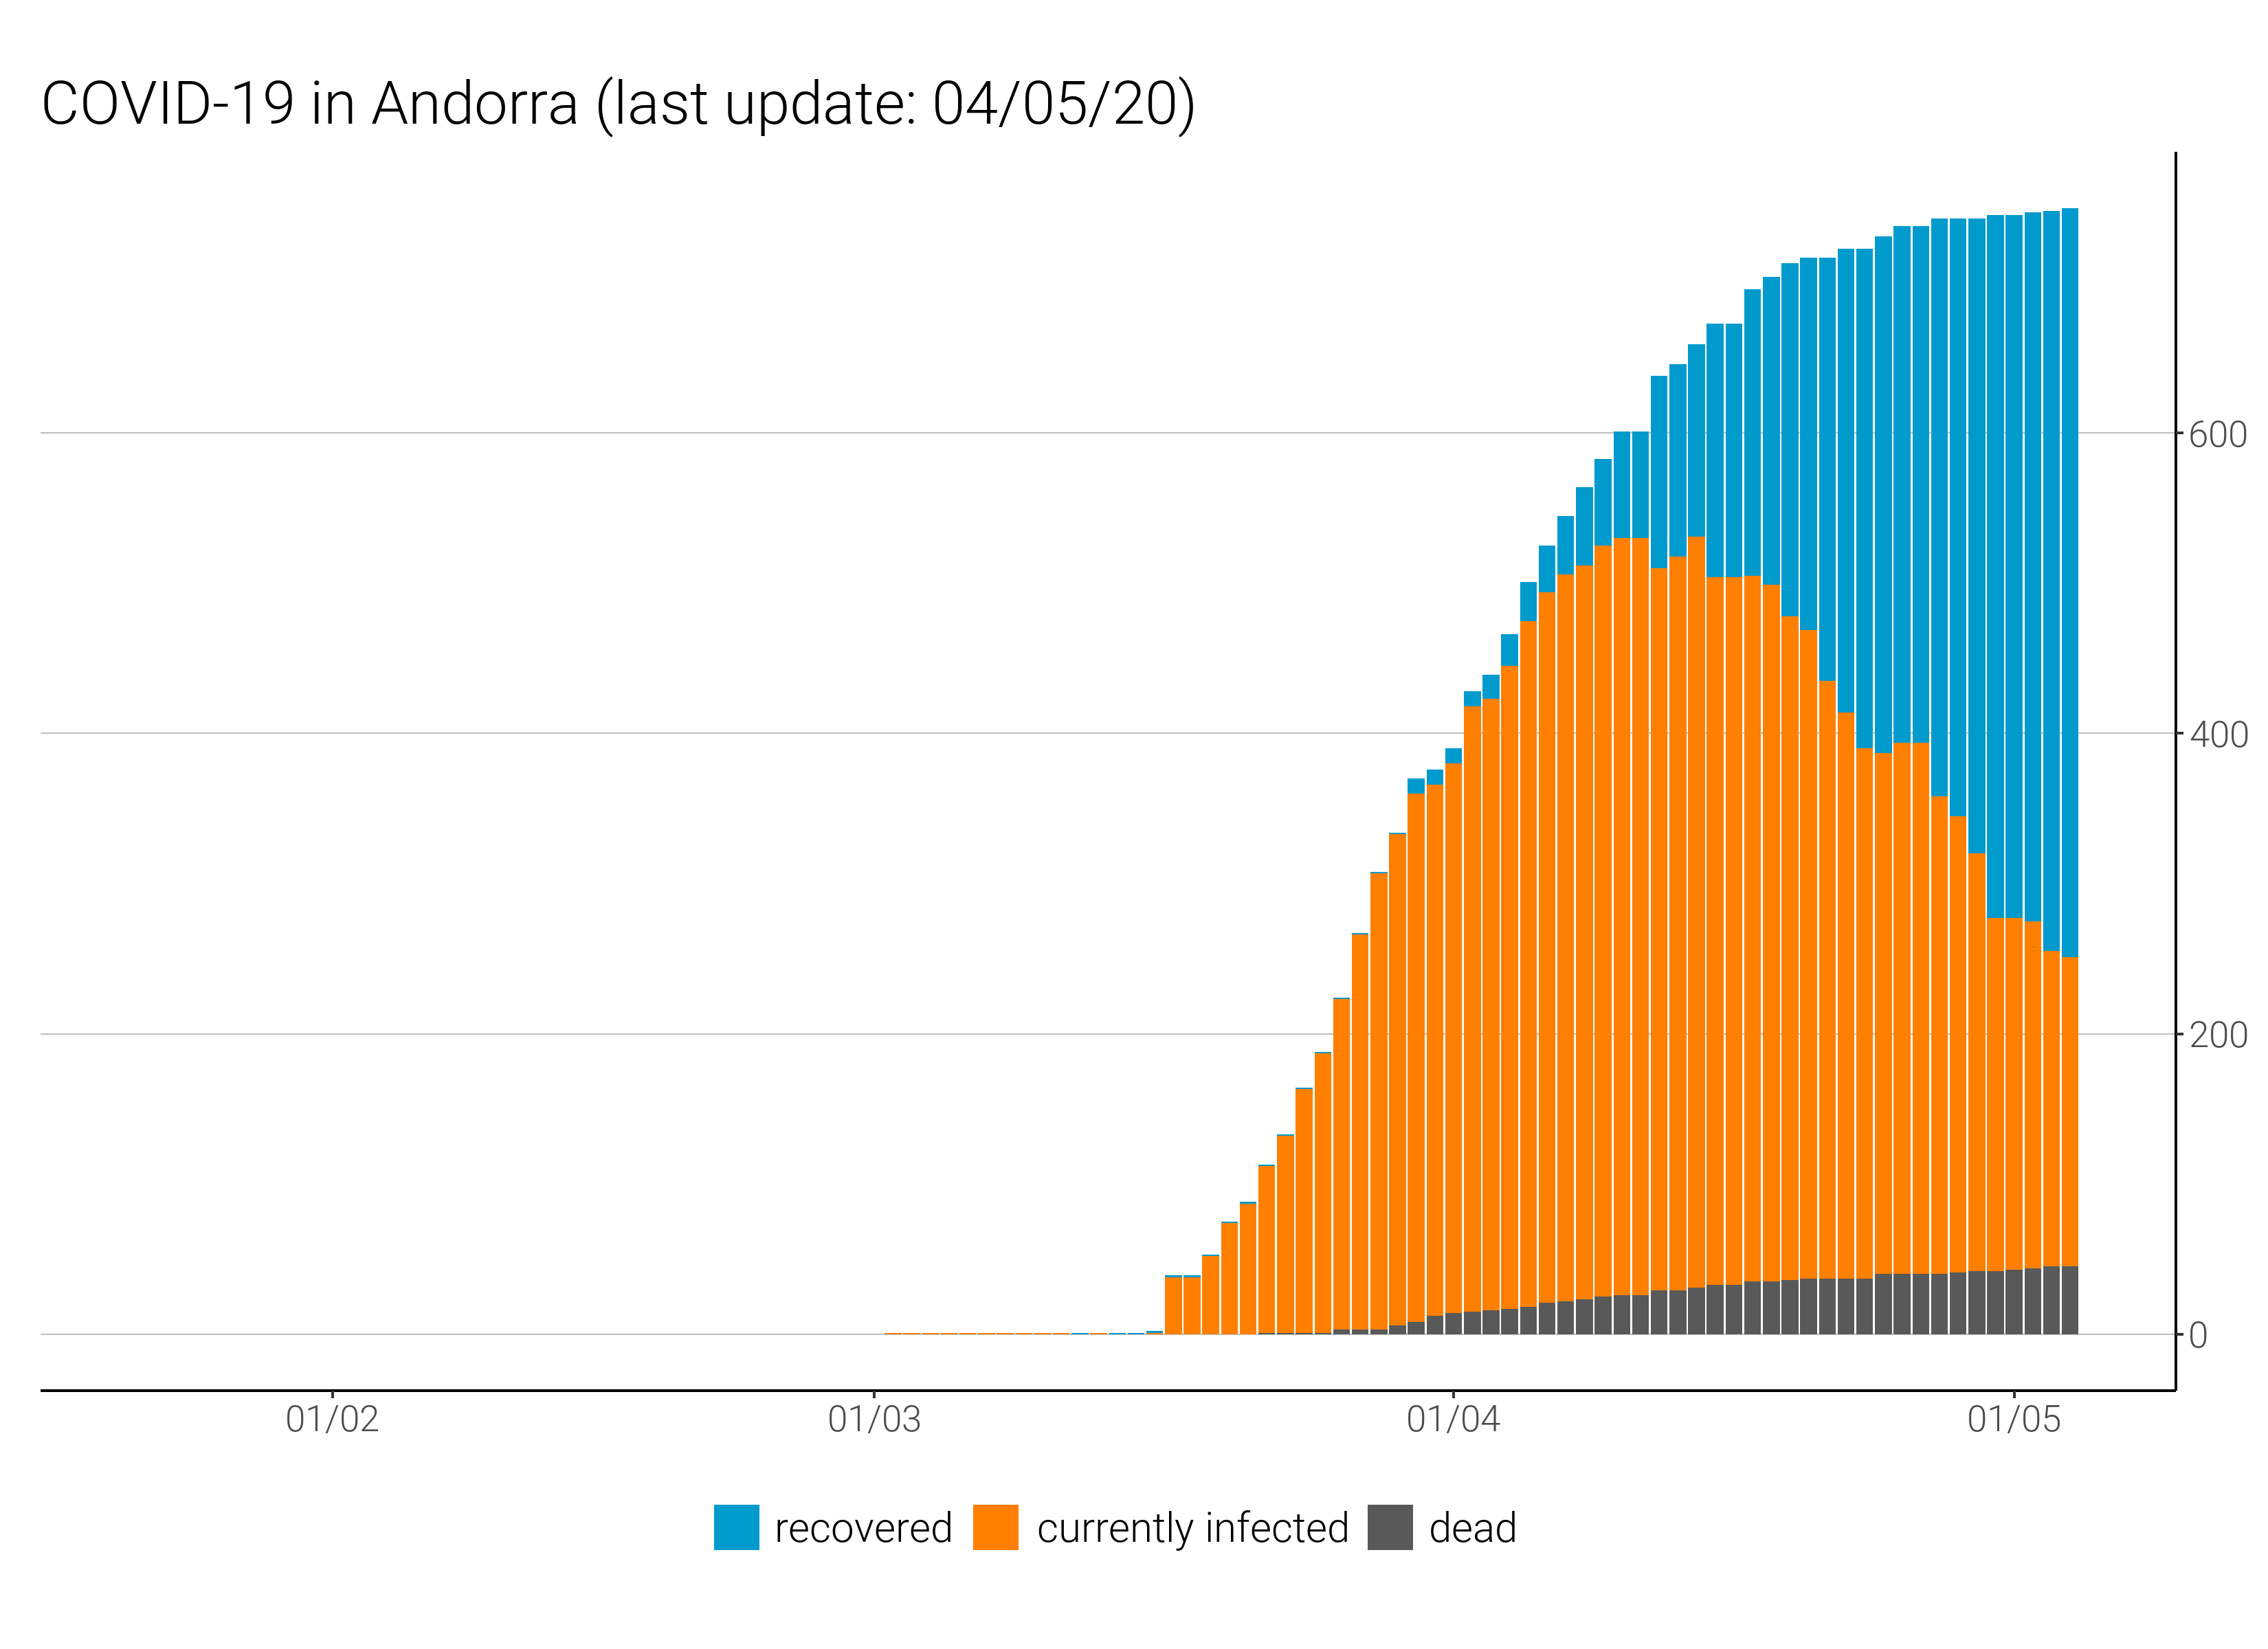 COVID-19 in Andorra (last update: 04/05/20)
600
400
200
0
01/02 01/03 01/04 01/05
recovered currently infected dead